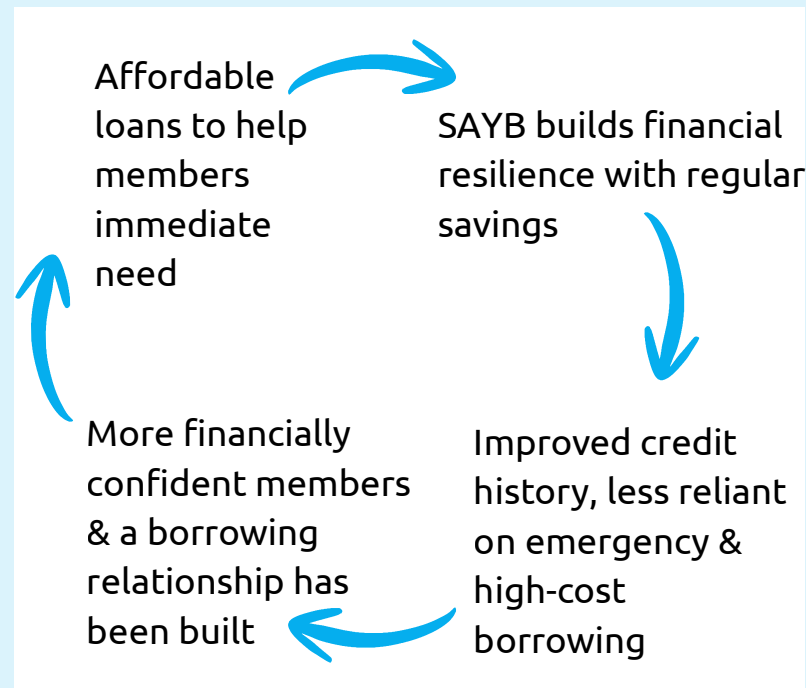 Affordable
loans to help
members
immediate
need
SAYB builds financial
resilience with regular
savings
Improved credit
history, less reliant
on emergency &
high-cost
borrowing
More financially
confident members
& a borrowing
relationship has
been built